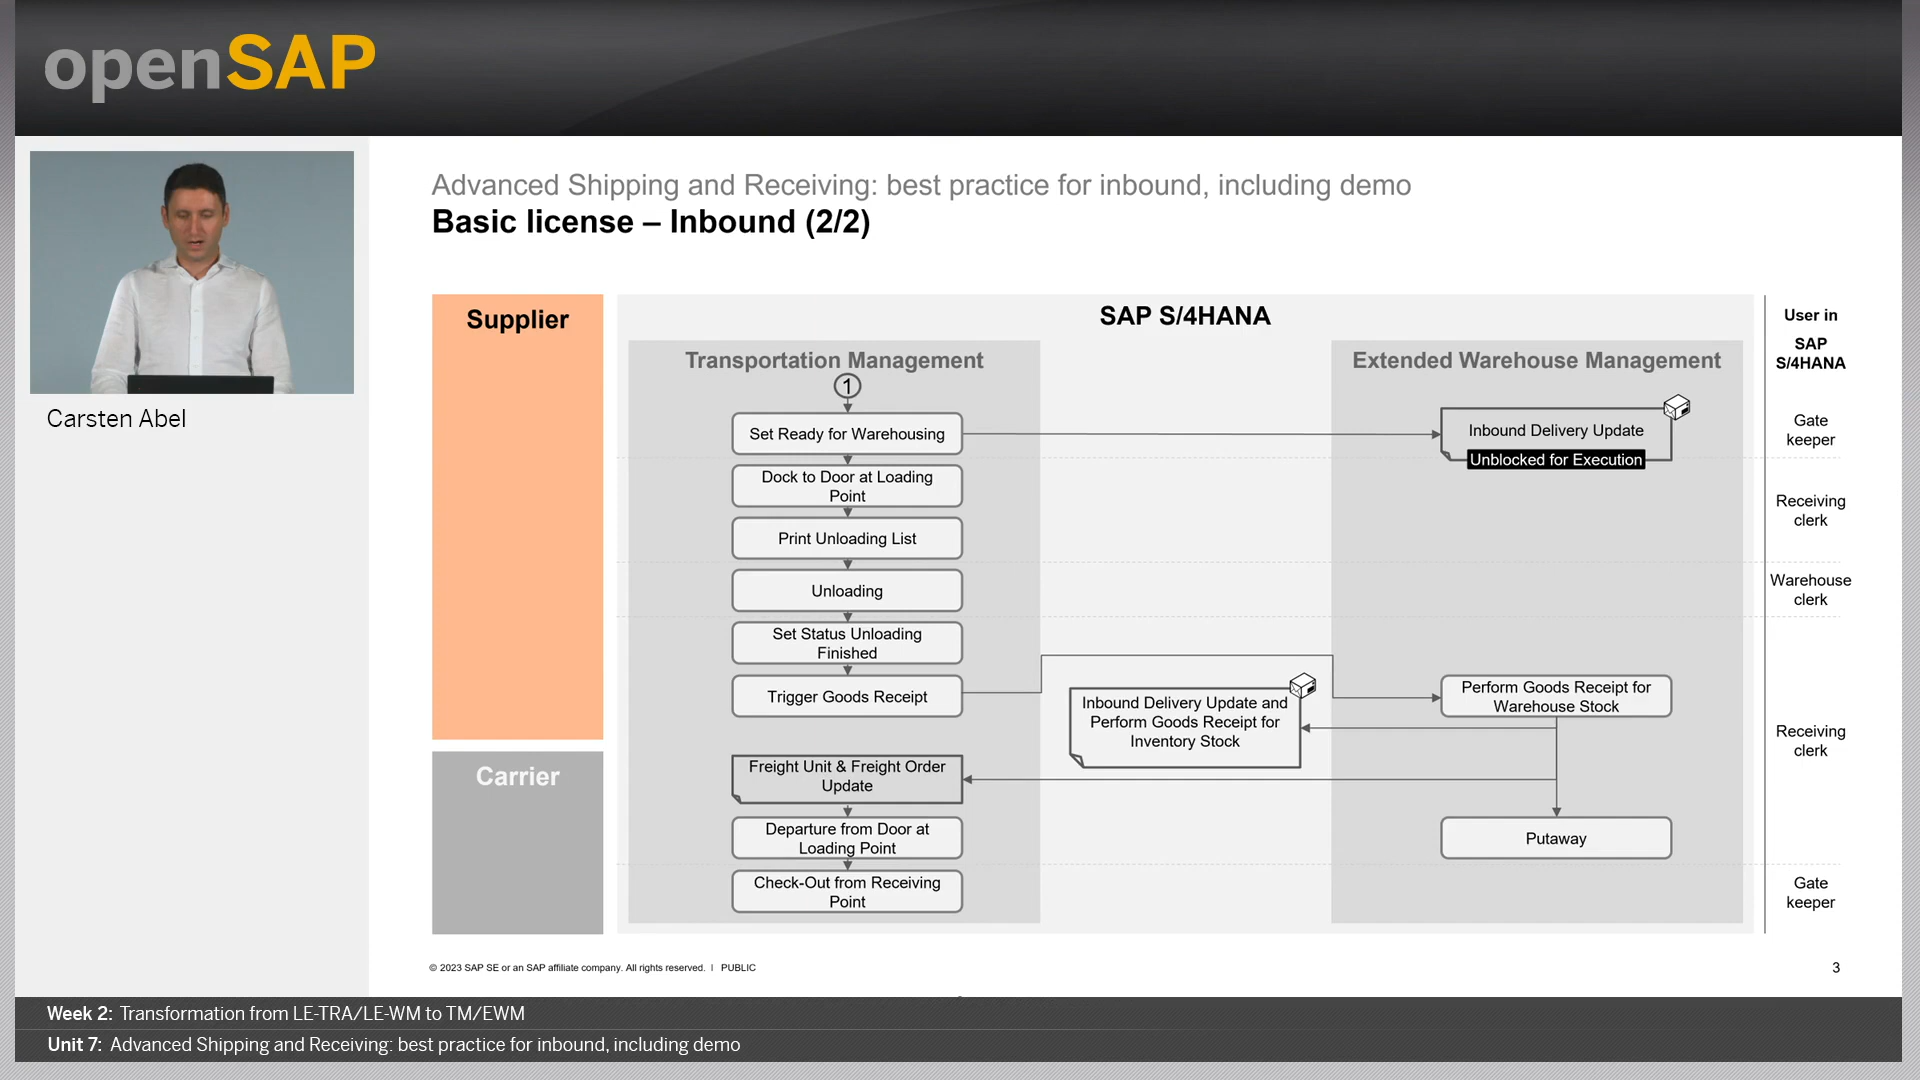 openSAP
Carsten Abel
Advanced Shipping and Receiving: best practice for inbound, including demo
Basic license – Inbound (2/2)
Supplier
Carrier
SAP S/4HANA
Transportation Management
1
Set Ready for Warehousing
Dock to Door at Loading
Point
Print Unloading List
Unloading
Set Status Unloading
Finished
Trigger Goods Receipt
Freight Unit & Freight Order
Update
Departure from Door at
Loading Point
Check-Out from Receiving
Point
Inbound Delivery Update and
Perform Goods Receipt for
Inventory Stock
Extended Warehouse Management
Inbound Delivery Update
Unblocked for Execution
Perform Goods Receipt for
Warehouse Stock
Putaway
User in
SAP
S/4HANA
Gate
keeper
Receiving
clerk
Warehouse
clerk
Receiving
clerk
Gate
keeper
© 2023 SAP SE or an SAP affiliate company. All rights reserved. | PUBLIC
3
Week 2: Transformation from LE-TRA/LE-WM to TM/EWM
Unit 7: Advanced Shipping and Receiving: best practice for inbound, including demo